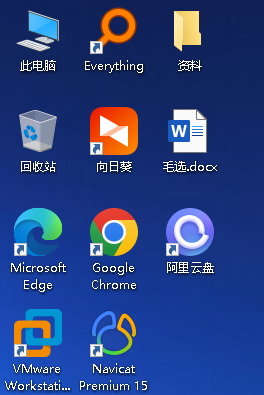 此电脑
Everything
资料
回收站
向日葵
毛选.docx
Microsoft
Edge
Google
Chrome
阿里云盘
VMware
Workstati...
Navicat
Premium 15